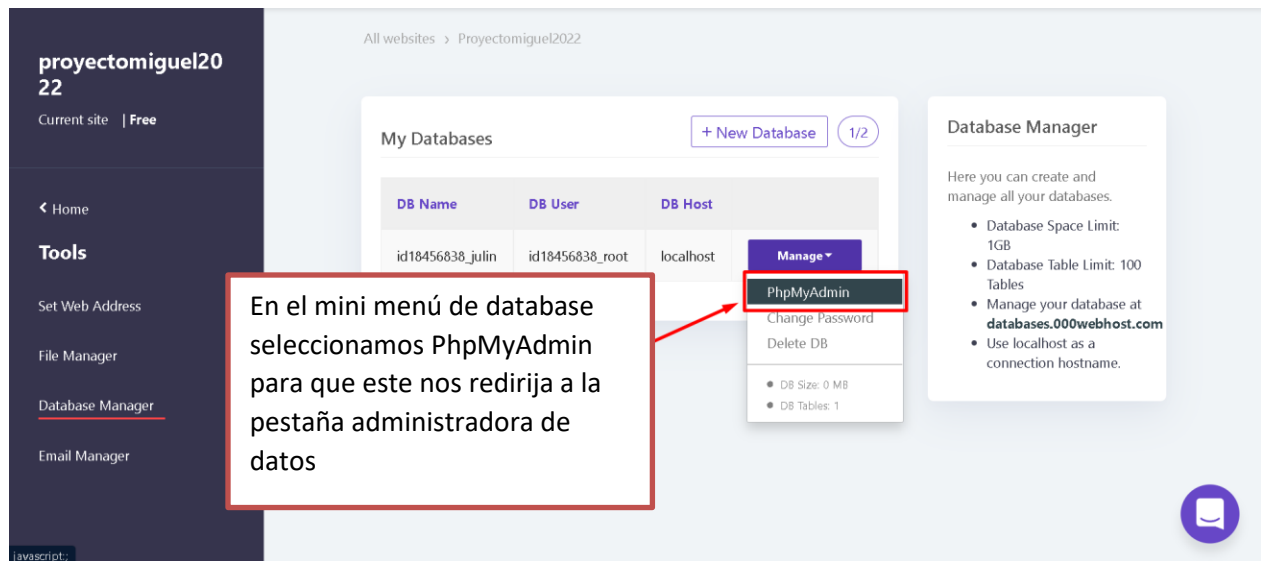 proyectomiguel20
22
Current site | Free
< Home
Tools
Set Web Address
File Manager
Database Manager
Email Manager
javascript:;
All websites > Proyectomiguel2022
My Databases
+ New Database
1/2
DB Name DB User DB Host
id18456838_julin id18456838_root localhost Manage
PhpMyAdmin
Change Password
Delete DB
• DB Size: 0 MB
• DB Tables: 1
En el mini menú de database
seleccionamos PhpMyAdmin
para que este nos redirija a la
pestaña administradora de
datos
Database Manager
Here you can create and
manage all your databases.
• Database Space Limit:
1GB
• Database Table Limit: 100
Tables
• Manage your database at
databases.000webhost.com
• Use localhost as a
connection hostname.